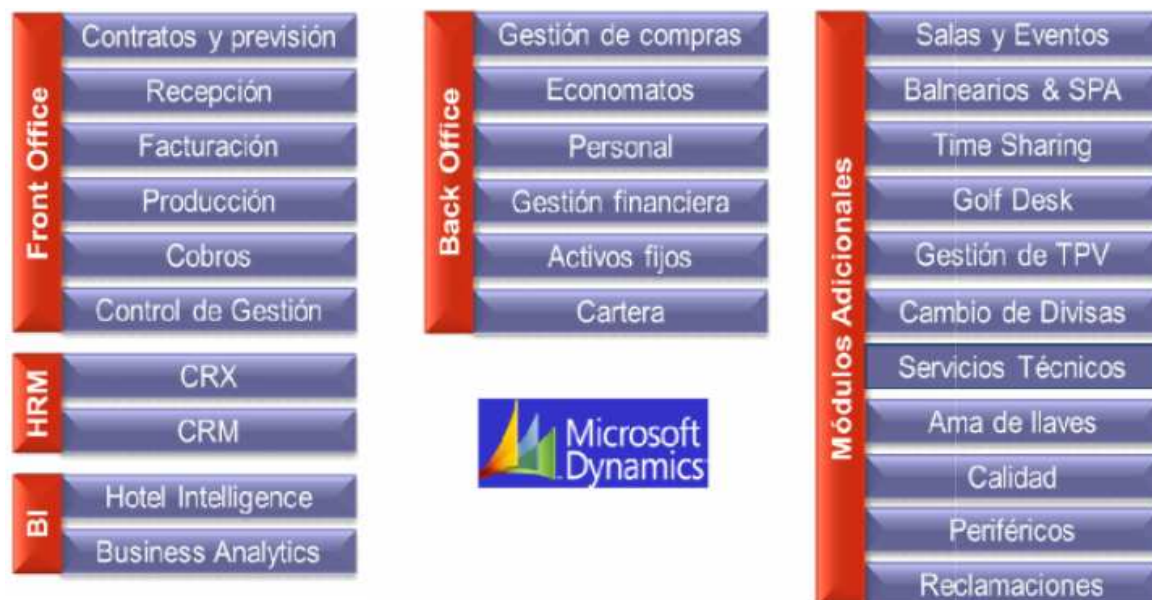 Front Office
Contratos y previsión
Recepción
Facturación
Producción
Cobros
Control de Gestión
HRM
CRX
CRM
BI
Hotel Intelligence
Business Analytics
Back Office
Gestión de compras
Economatos
Personal
Gestión financiera
Activos fijos
Cartera
Microsoft
Dynamics
Módulos Adicionales
Salas y Eventos
Balnearios & SPA
Time Sharing
Golf Desk
Gestión de TPV
Cambio de Divisas
Servicios Técnicos
Ama de llaves
Calidad
Periféricos
Reclamaciones